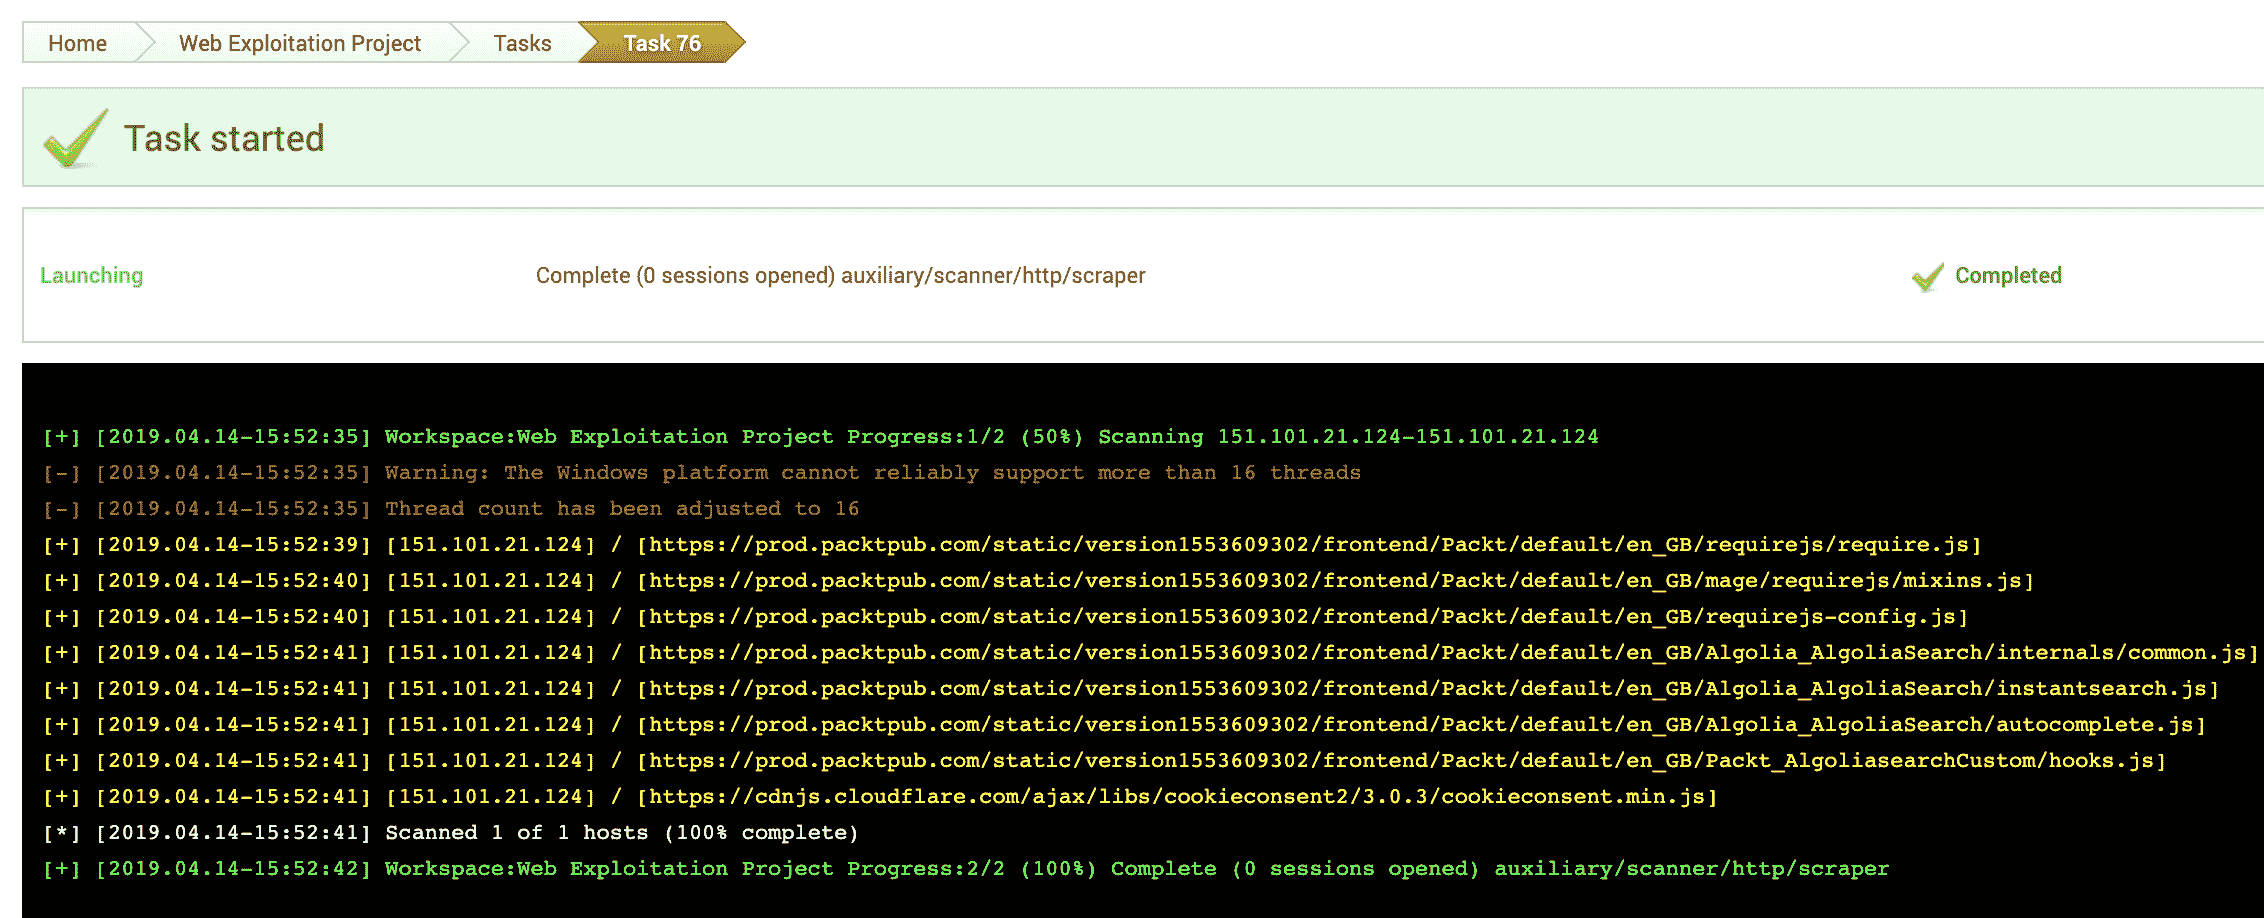 Home Web Exploitation Project Tasks Task 76
Task started
Launching Complete (0 sessions opened) auxiliary/scanner/http/scraper Completed
[+] [2019.04.14-15:52:35] Workspace:Web Exploitation Project Progress:1/2 (50%) Scanning 151.101.21.124-151.101.21.124
[-] [2019.04.14-15:52:35] Warning: The Windows platform cannot reliably support more than 16 threads
[-] [2019.04.14-15:52:35] Thread count has been adjusted to 16
[+] [2019.04.14-15:52:39] [151.101.21.124] / [https://prod.packtpub.com/static/version1553609302/frontend/Packt/default/en_GB/requirejs/require.js]
[+] [2019.04.14-15:52:40] [151.101.21.124] / [https://prod.packtpub.com/static/version1553609302/frontend/Packt/default/en_GB/mage/requirejs/mixins.js]
[+] [2019.04.14-15:52:40] [151.101.21.124] / [https://prod.packtpub.com/static/version1553609302/frontend/Packt/default/en_GB/requirejs-config.js]
[+] [2019.04.14-15:52:41] [151.101.21.124] / [https://prod.packtpub.com/static/version1553609302/frontend/Packt/default/en_GB/Algolia_AlgoliaSearch/internals/common.js]
[+] [2019.04.14-15:52:41] [151.101.21.124] / [https://prod.packtpub.com/static/version1553609302/frontend/Packt/default/en_GB/Algolia_AlgoliaSearch/instantsearch.js]
[+] [2019.04.14-15:52:41] [151.101.21.124] / [https://prod.packtpub.com/static/version1553609302/frontend/Packt/default/en_GB/Algolia_AlgoliaSearch/autocomplete.js]
[+] [2019.04.14-15:52:41] [151.101.21.124] / [https://prod.packtpub.com/static/version1553609302/frontend/Packt/default/en_GB/Packt_AlgoliasearchCustom/hooks.js]
[+] [2019.04.14-15:52:41] [151.101.21.124] / [https://cdnjs.cloudflare.com/ajax/libs/cookieconsent2/3.0.3/cookieconsent.min.js]
[*] [2019.04.14-15:52:41] Scanned 1 of 1 hosts (100% complete)
[+] [2019.04.14-15:52:42] Workspace:Web Exploitation Project Progress:2/2 (100%) Complete (0 sessions opened) auxiliary/scanner/http/scraper